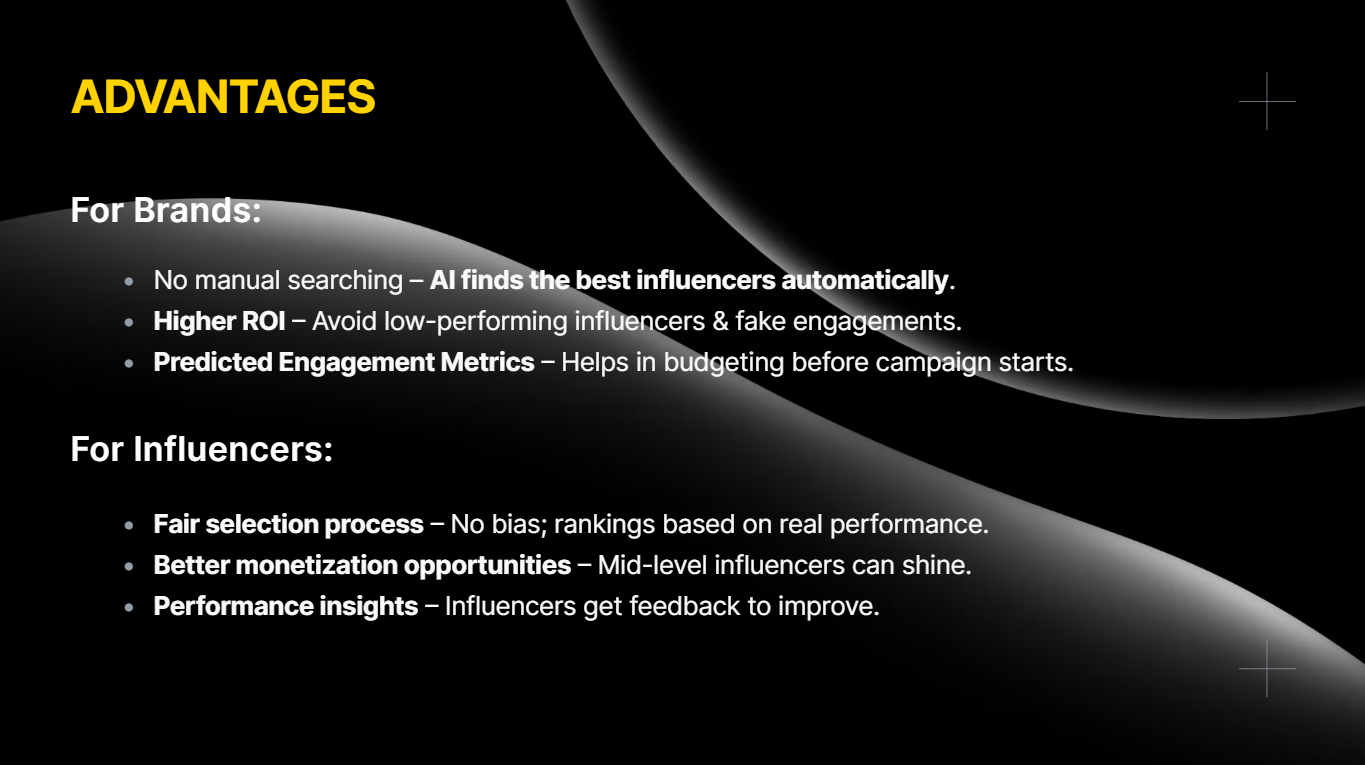 ADVANTAGES
For Brands:
• No manual searching – AI finds the best influencers automatically.
• Higher ROI – Avoid low-performing influencers & fake engagements.
• Predicted Engagement Metrics – Helps in budgeting before campaign starts.
For Influencers:
• Fair selection process – No bias; rankings based on real performance.
• Better monetization opportunities – Mid-level influencers can shine.
• Performance insights – Influencers get feedback to improve.